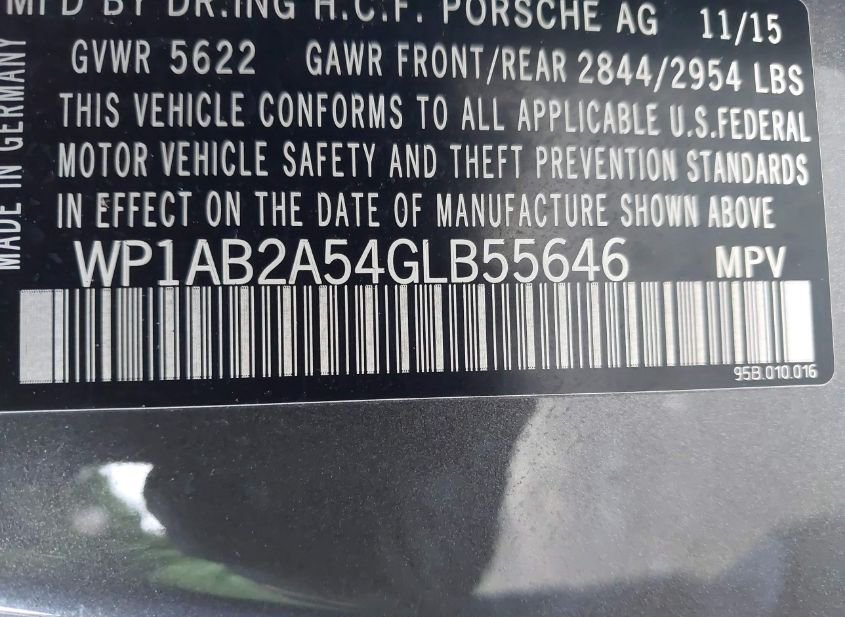 MFD BY DR.ING H.C.F. PORSCHE AG 11/15
GVWR 5622 GAWR FRONT/REAR 2844/2954 LBS
THIS VEHICLE CONFORMS TO ALL APPLICABLE U.S.FEDERAL
MOTOR VEHICLE SAFETY AND THEFT PREVENTION STANDARDS
IN EFFECT ON THE DATE OF MANUFACTURE SHOWN ABOVE
WP1AB2A54GLB55646 MPV
95B.010.016
MADE IN GERMANY